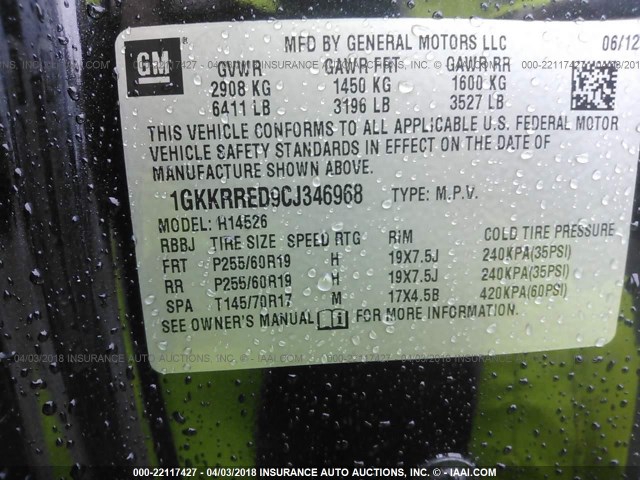 GM
MFD BY GENERAL MOTORS LLC 06/12
GVWR GAWR FRT GAWR RR
2908 KG 1450 KG 1600 KG
6411 LB 3196 LB 3527 LB
THIS VEHICLE CONFORMS TO ALL APPLICABLE U.S. FEDERAL MOTOR
VEHICLE SAFETY STANDARDS IN EFFECT ON THE DATE OF
MANUFACTURE SHOWN ABOVE.
1GKKRRED9CJ346968 TYPE: M.P.V.
MODEL: H14526
RBBJ TIRE SIZE SPEED RTG RIM COLD TIRE PRESSURE
FRT P255/60R19 H 19X7.5J 240KPA(35PSI)
RR P255/60R19 H 19X7.5J 240KPA(35PSI)
SPA T145/70R17 M 17X4.5B 420KPA(60PSI)
SEE OWNER'S MANUAL FOR MORE INFORMATION.
000-22117427 - 04/03/2018 - INSURANCE AUTO AUCTIONS, INC. - © - IAAI.COM